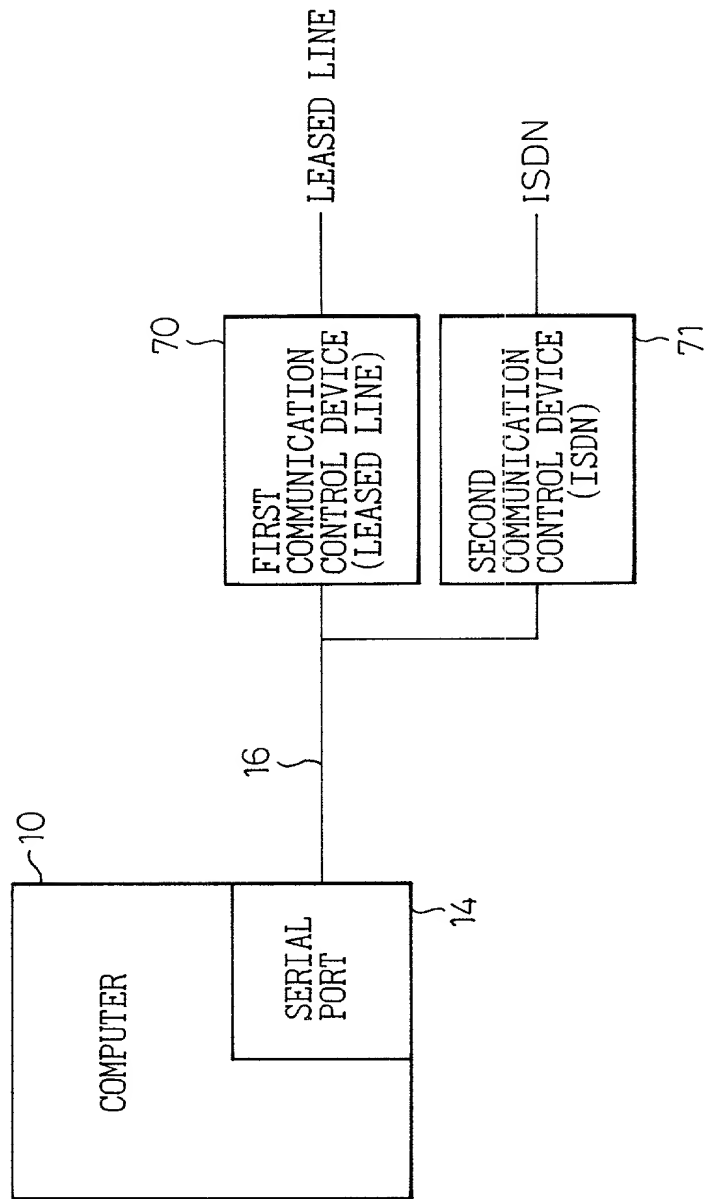 10
COMPUTER
SERIAL
PORT
14
16
70
FIRST
COMMUNICATION
CONTROL DEVICE
(LEASED LINE)
LEASED LINE
SECOND
COMMUNICATION
CONTROL DEVICE
(ISDN)
71
ISDN